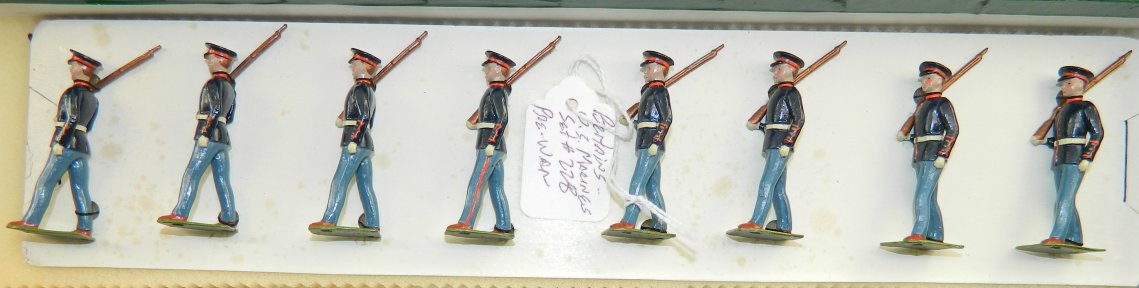 Britains -
U.S. Marines
Set # 228
Pre-War